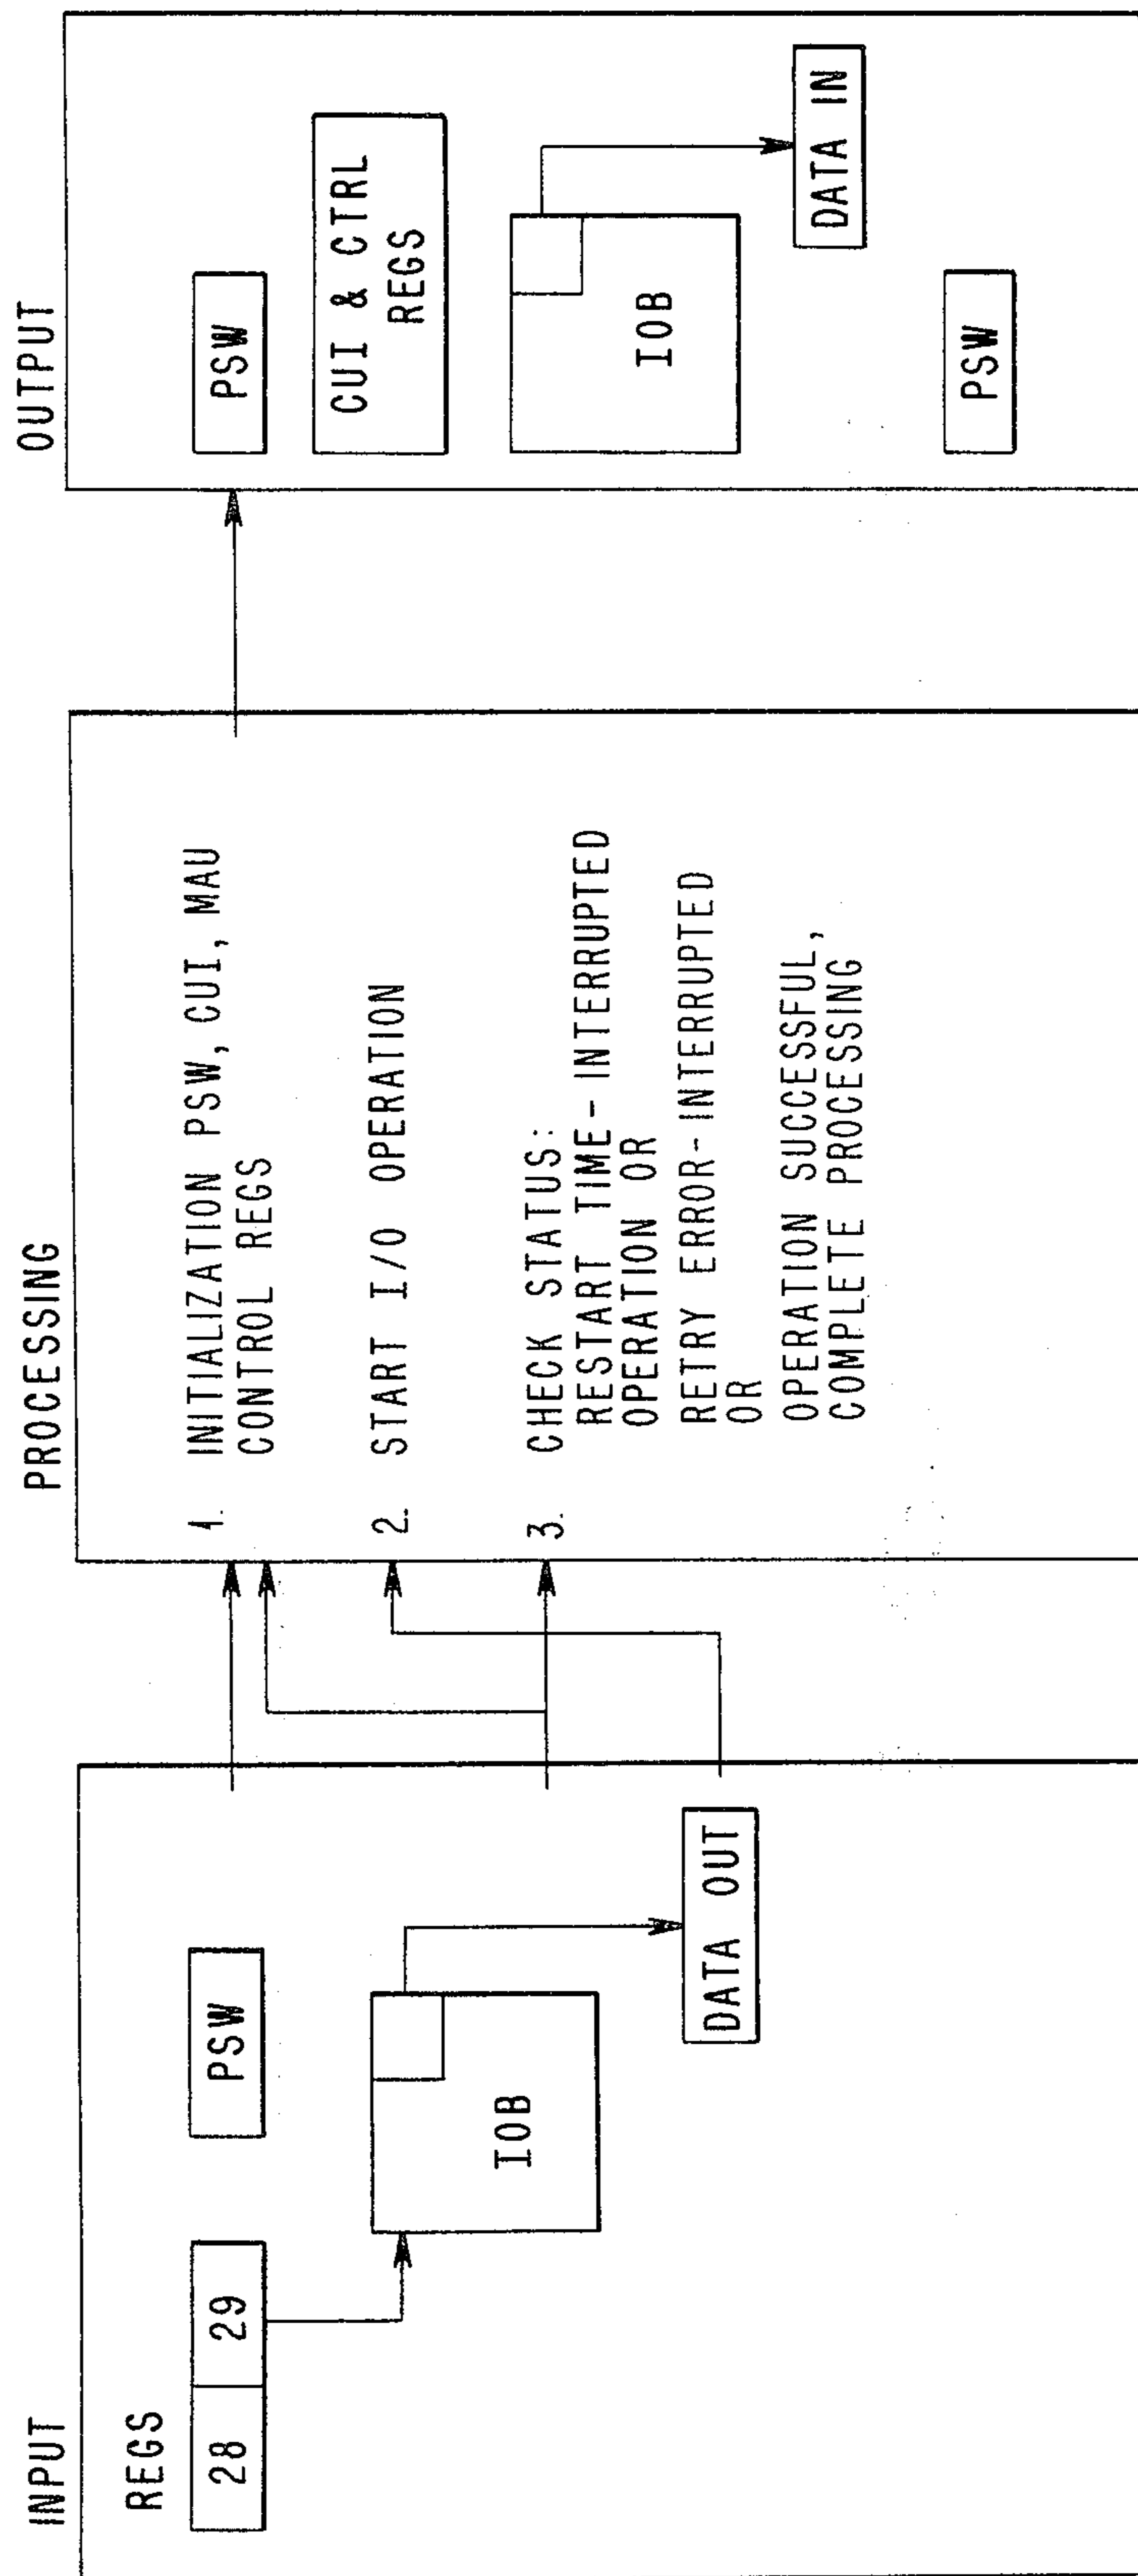 INPUT
REGS
28 29
PSW
IOB
DATA OUT
PROCESSING
1. INITIALIZATION PSW, CUI, MAU
CONTROL REGS
2. START I/O OPERATION
3. CHECK STATUS:
RESTART TIME-INTERRUPTED
OPERATION OR
RETRY ERROR-INTERRUPTED
OR
OPERATION SUCCESSFUL,
COMPLETE PROCESSING
OUTPUT
PSW
CUI & CTRL
REGS
IOB
DATA IN
PSW